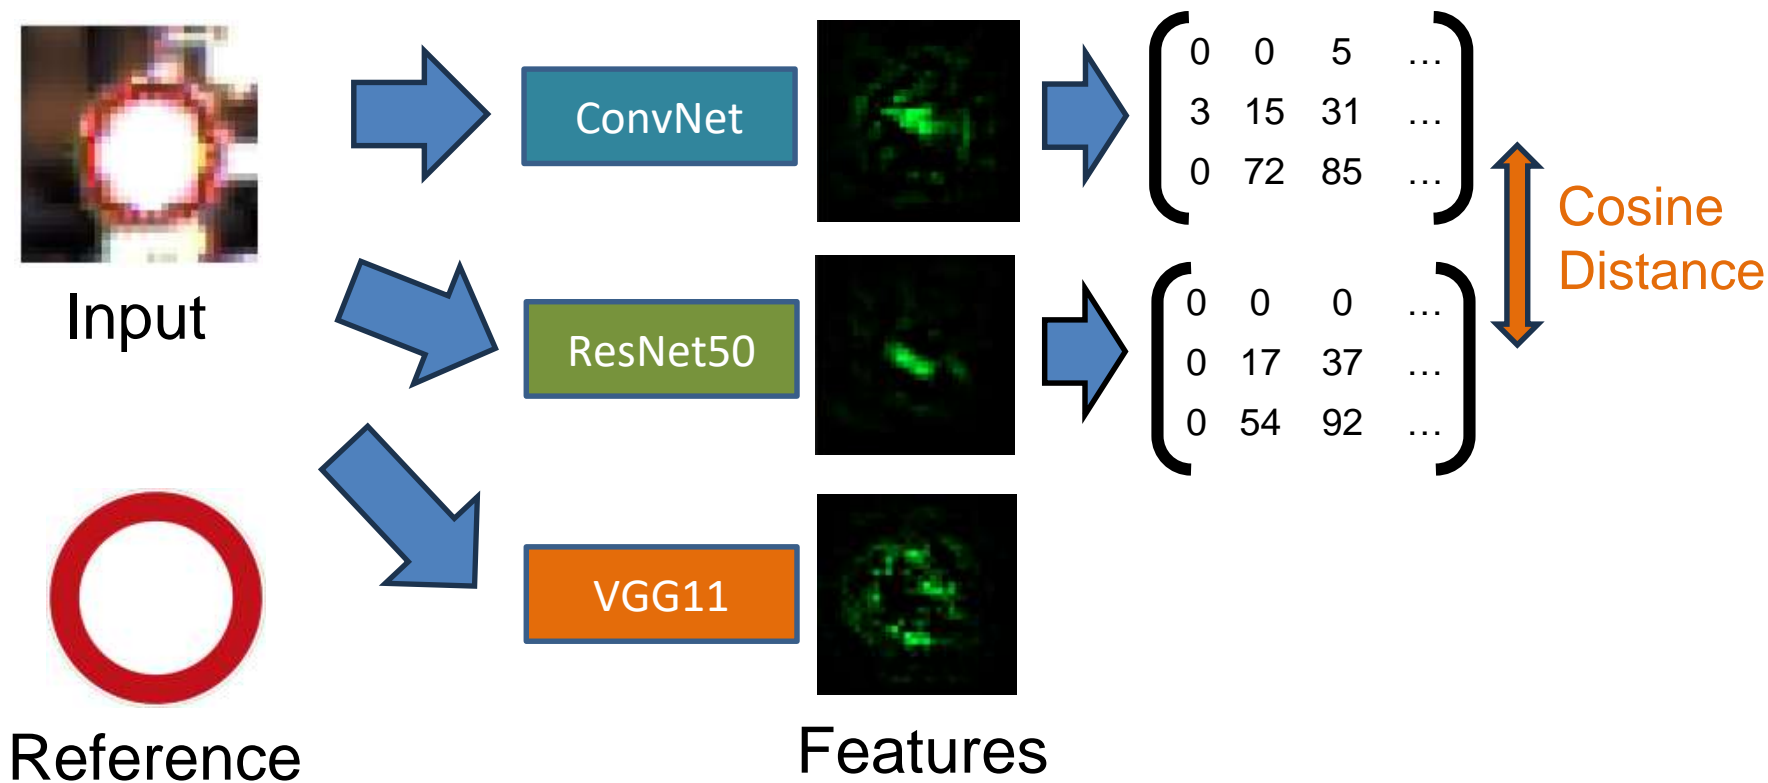 Input
Reference
ConvNet
ResNet50
VGG11
Features
0 0 5 ...
3 15 31 ...
0 72 85 ...
0 0 0 ...
0 17 37 ...
0 54 92 ...
Cosine
Distance